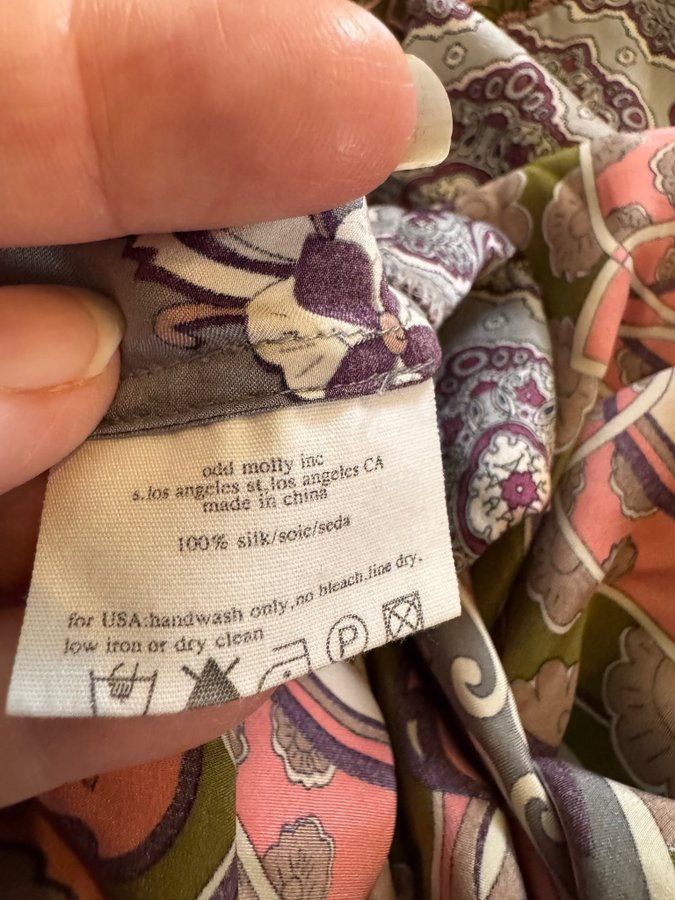 odd molly inc
s.los angeles st.los angeles CA
made in china
100% silk/soie/seda
for USA:handwash only,no bleach,line dry,
low iron or dry clean
P